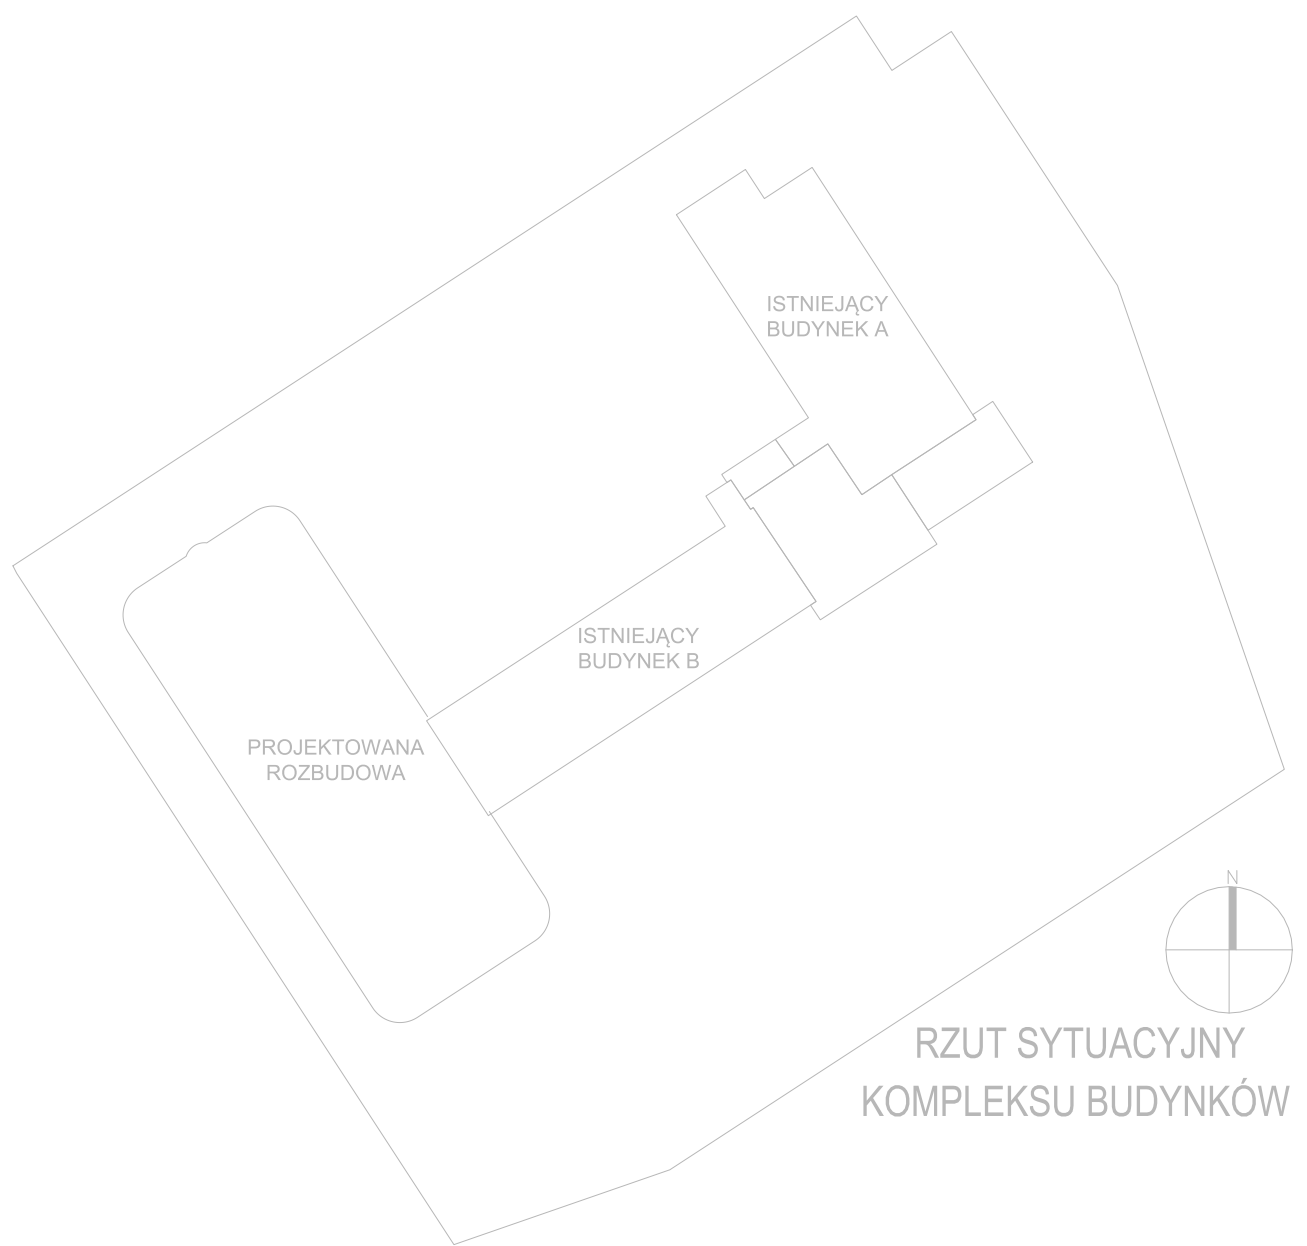 ISTNIEJĄCY
BUDYNEK A
ISTNIEJĄCY
BUDYNEK B
PROJEKTOWANA
ROZBUDOWA
N
RZUT SYTUACYJNY
KOMPLEKSU BUDYNKÓW